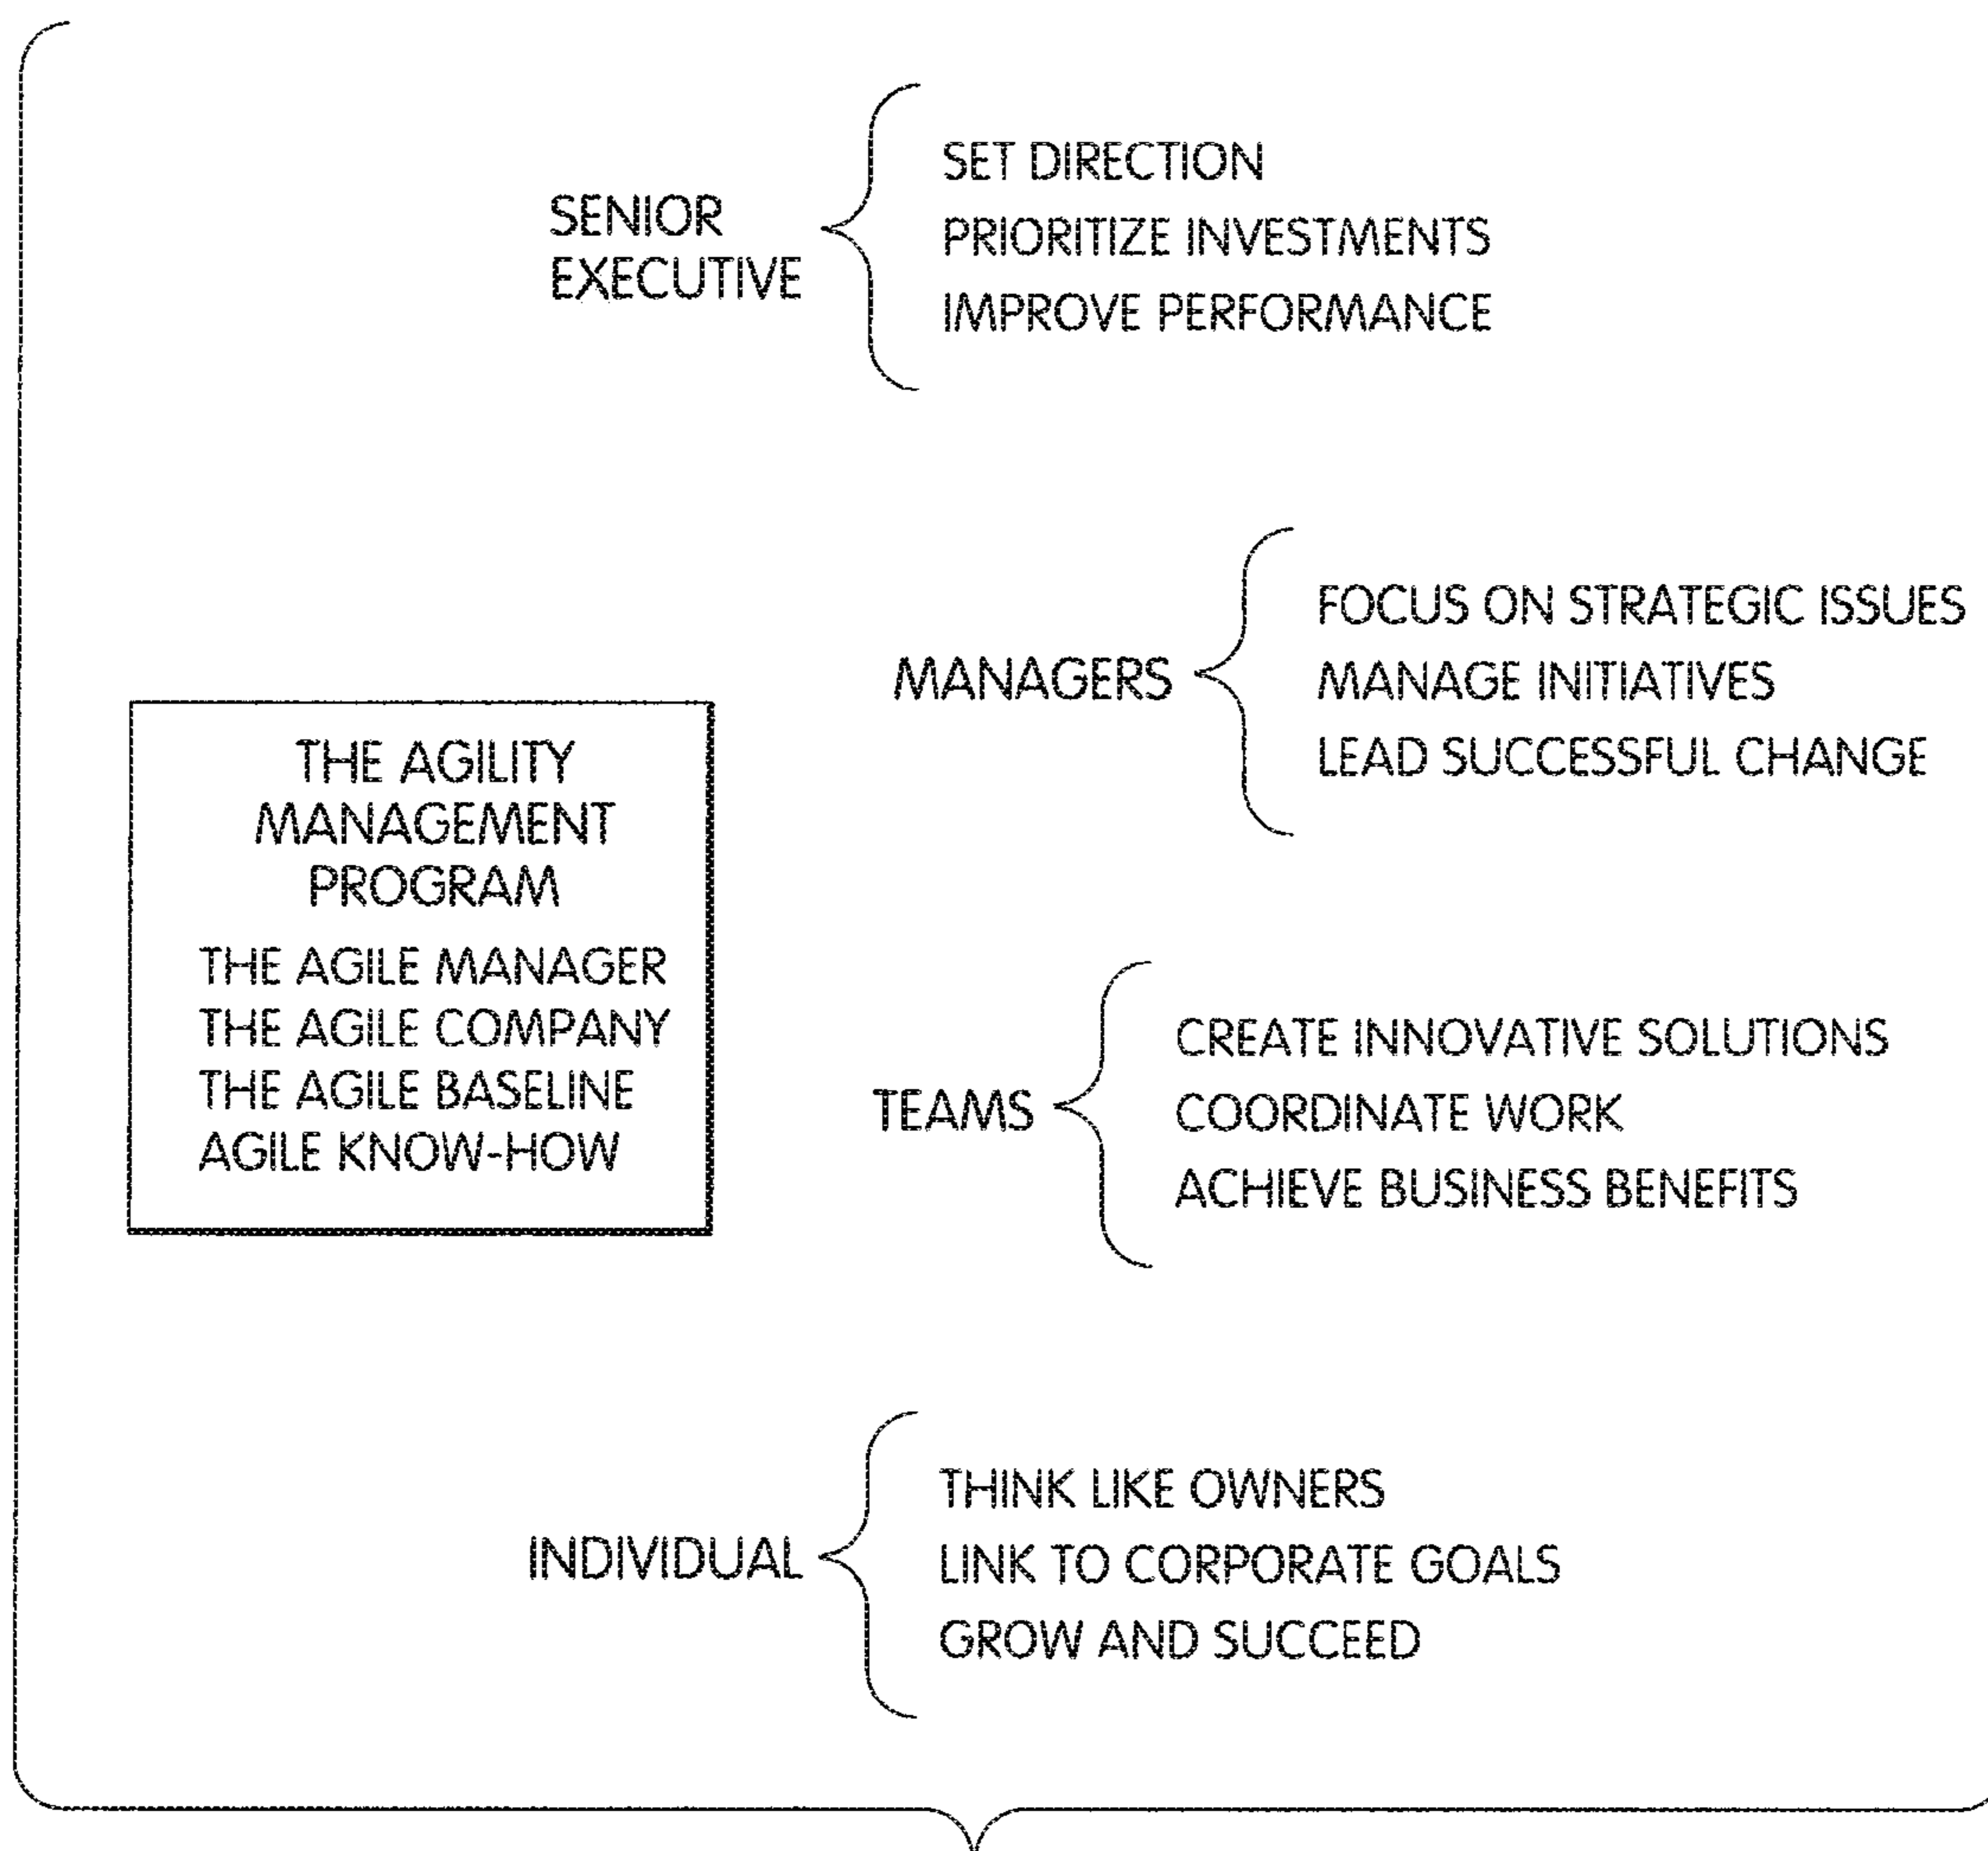 SENIOR
EXECUTIVE
SET DIRECTION
PRIORITIZE INVESTMENTS
IMPROVE PERFORMANCE
MANAGERS
FOCUS ON STRATEGIC ISSUES
MANAGE INITIATIVES
LEAD SUCCESSFUL CHANGE
THE AGILITY
MANAGEMENT
PROGRAM
THE AGILE MANAGER
THE AGILE COMPANY
THE AGILE BASELINE
AGILE KNOW-HOW
TEAMS
CREATE INNOVATIVE SOLUTIONS
COORDINATE WORK
ACHIEVE BUSINESS BENEFITS
INDIVIDUAL
THINK LIKE OWNERS
LINK TO CORPORATE GOALS
GROW AND SUCCEED